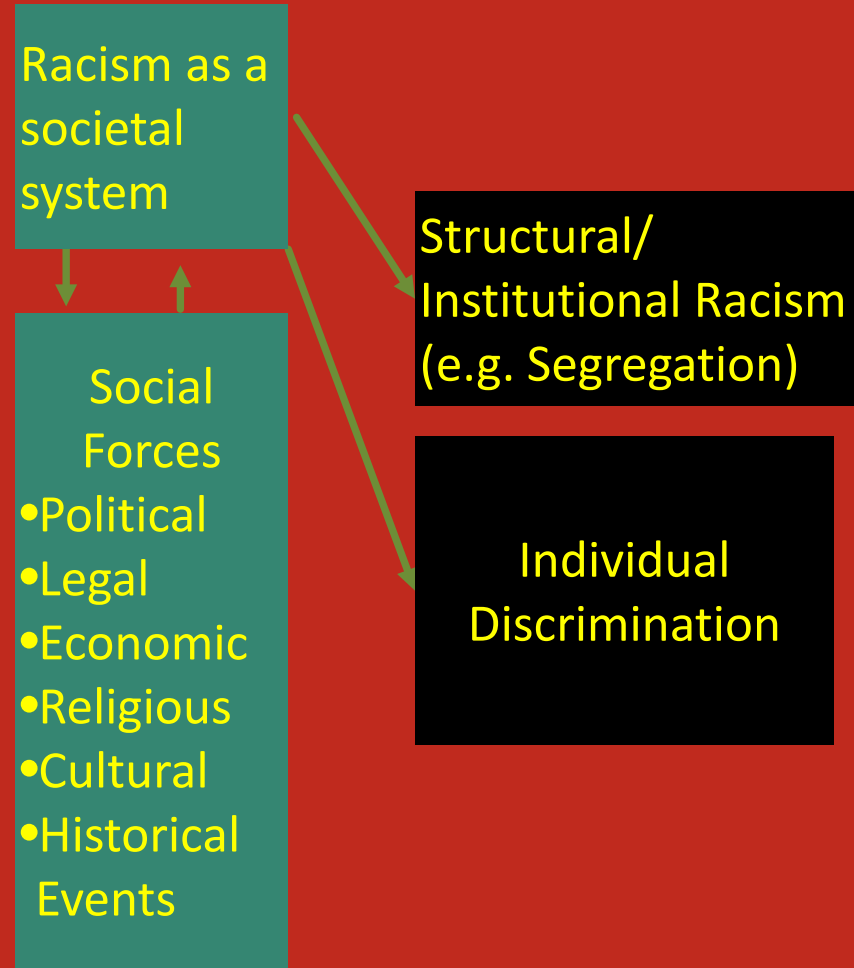 Racism as a
societal
system
Structural/
Institutional Racism
(e.g. Segregation)
Social
Forces
•Political
•Legal
•Economic
•Religious
•Cultural
•Historical
Events
Individual
Discrimination